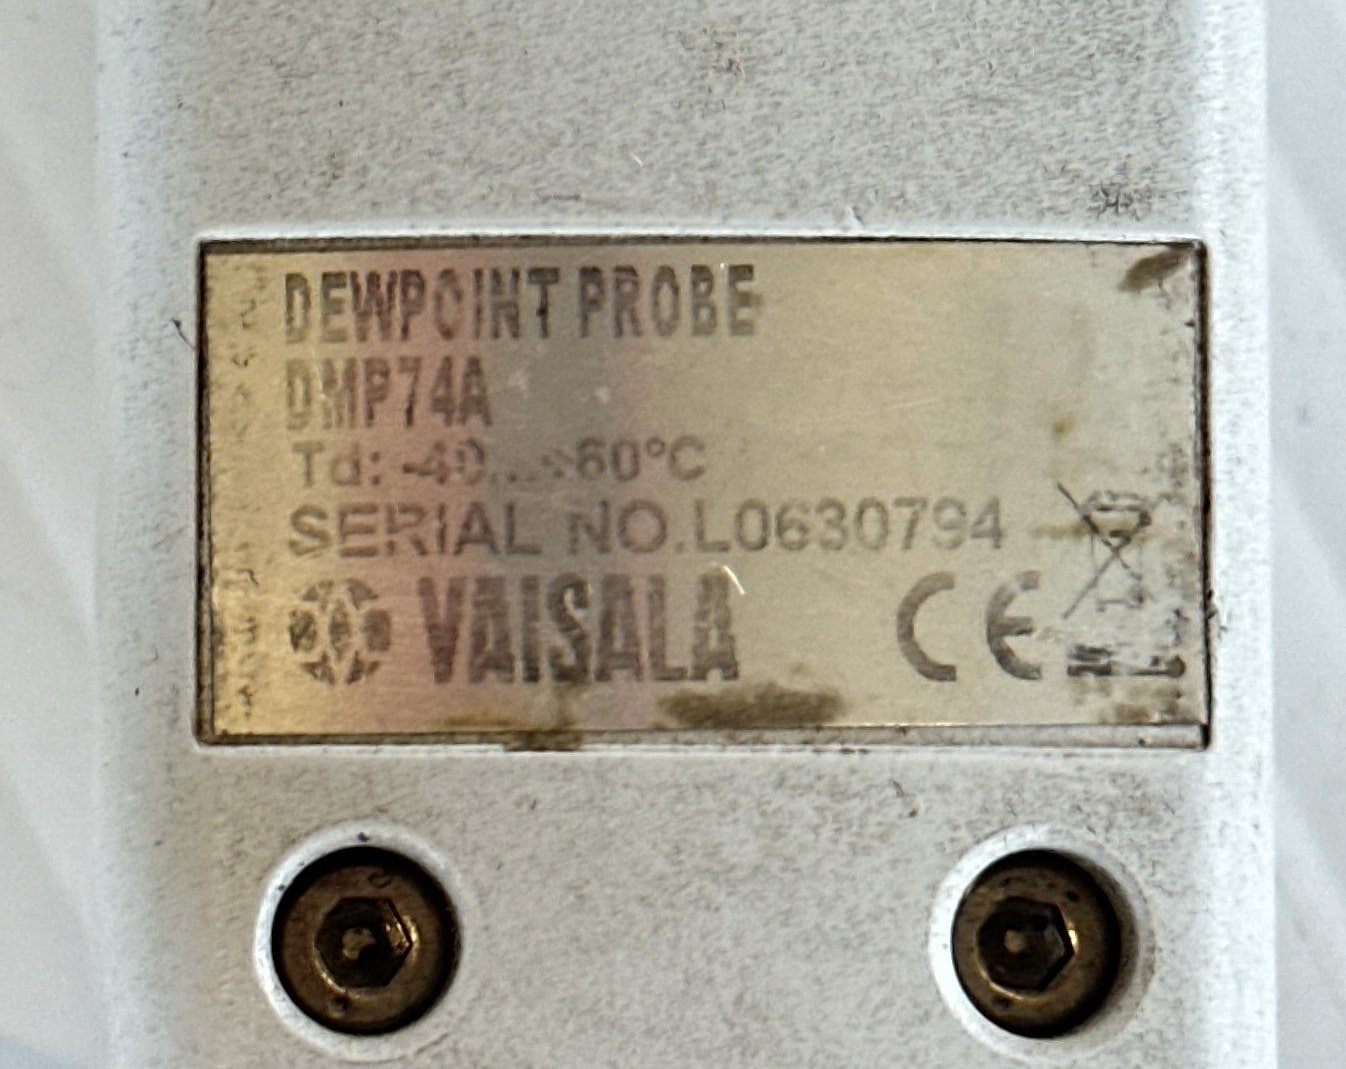 DEWPOINT PROBE
DMP74A
Td: -40...+60°C
SERIAL NO.L0630794
VAISALA CE